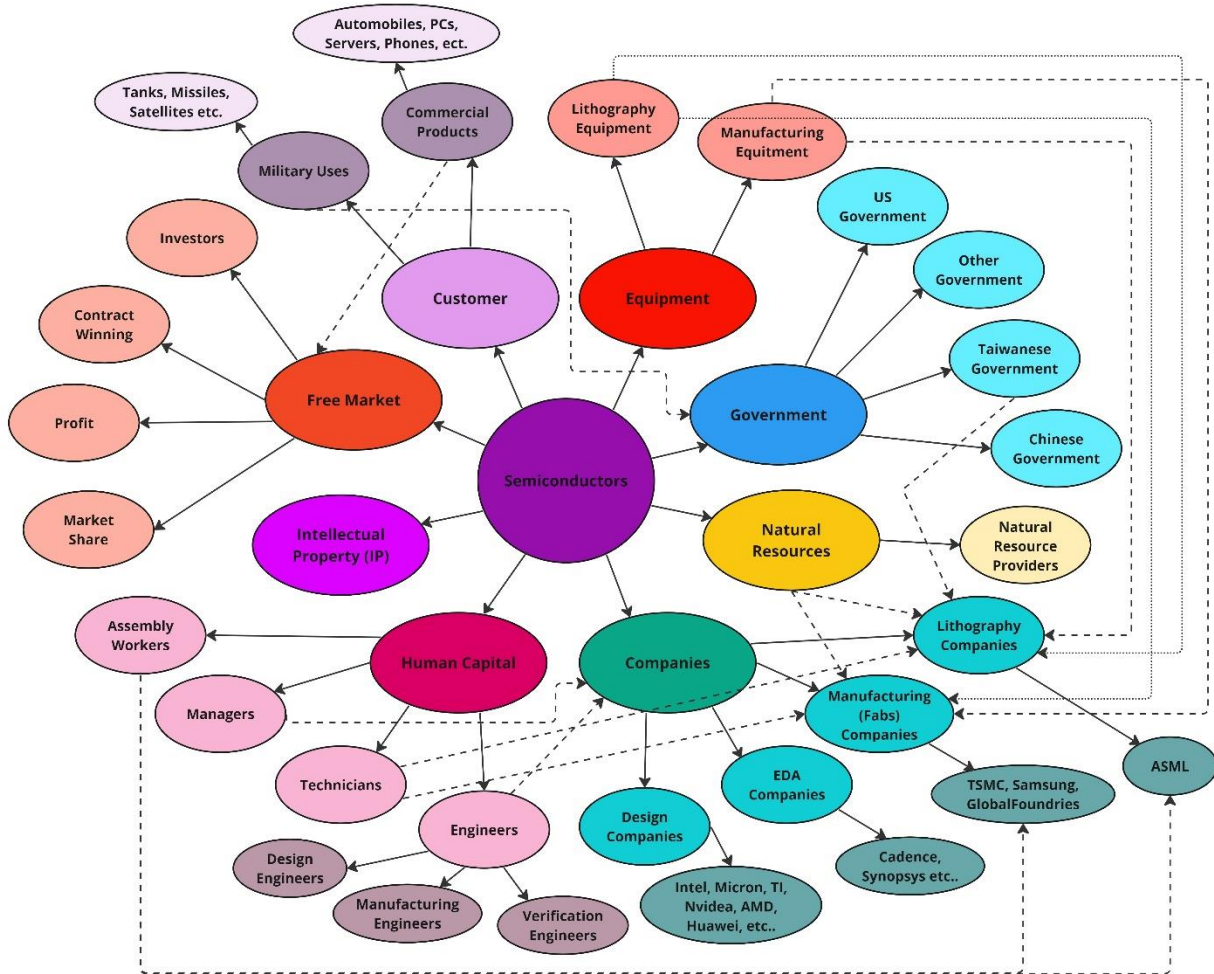 Automobiles, PCs,
Servers, Phones, ect.
Tanks, Missiles,
Satellites etc.
Commercial
Products
Military Uses
Lithography
Equipment
Manufacturing
Equitment
US
Government
Investors
Other
Government
Customer
Equipment
Contract
Winning
Taiwanese
Government
Free Market
Government
Profit
Chinese
Government
Semiconductors
Market
Share
Intellectual
Property (IP)
Natural
Resources
Natural
Resource
Providers
Assembly
Workers
Human Capital
Companies
Lithography
Companies
Managers
Manufacturing
(Fabs)
Companies
Technicians
EDA
Companies
TSMC, Samsung,
GlobalFoundries
ASML
Engineers
Design
Companies
Design
Engineers
Cadence,
Synopsys etc..
Manufacturing
Engineers
Verification
Engineers
Intel, Micron, TI,
Nvidea, AMD,
Huawei, etc..